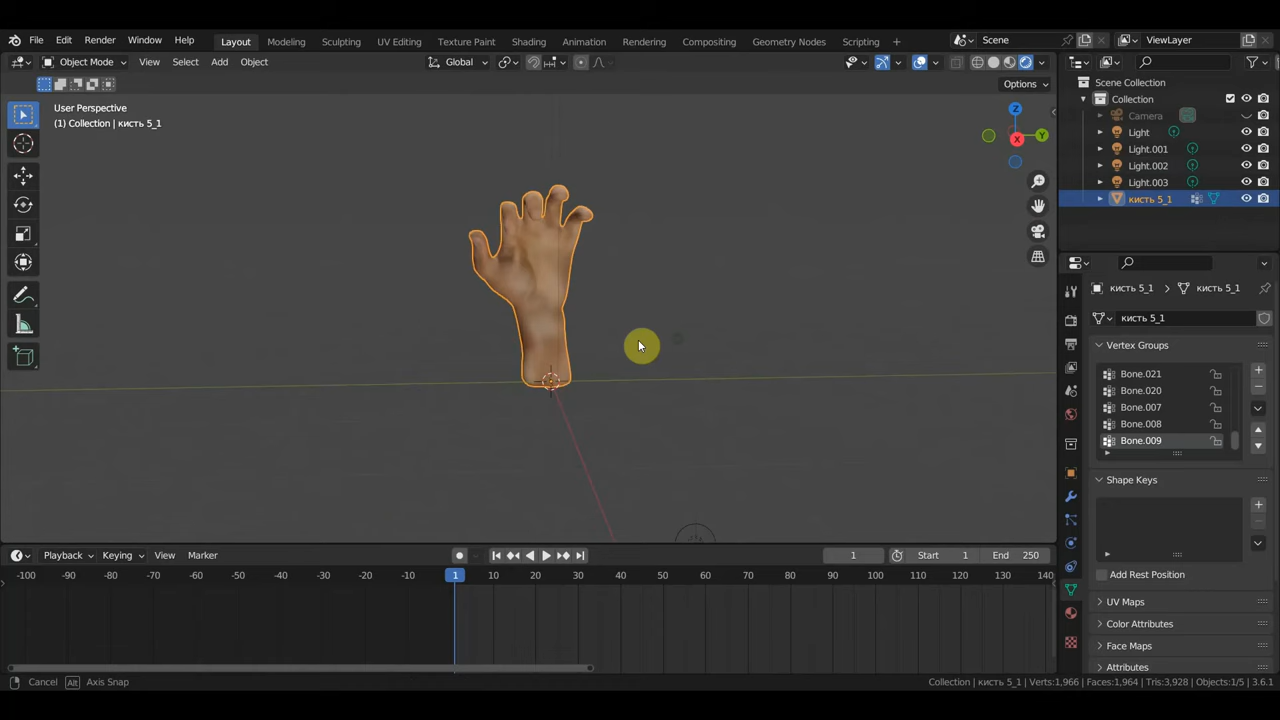 File Edit Render Window Help Layout Modeling Sculpting UV Editing Texture Paint Shading Animation Rendering Compositing Geometry Nodes Scripting + Scene ViewLayer
Object Mode View Select Add Object Global
Options
User Perspective
(1) Collection | кисть 5_1
Z
Y
X
Scene Collection
Collection
Camera
Light
Light.001
Light.002
Light.003
кисть 5_1
кисть 5_1 > кисть 5_1
кисть 5_1
Vertex Groups
Bone.021
Bone.020
Bone.007
Bone.008
Bone.009
Shape Keys
Add Rest Position
UV Maps
Color Attributes
Face Maps
Attributes
Playback Keying View Marker 1 Start 1 End 250
-100 -90 -80 -70 -60 -50 -40 -30 -20 -10 1 10 20 30 40 50 60 70 80 90 100 110 120 130 140
Cancel Alt Axis Snap Collection | кисть 5_1 | Verts:1,966 | Faces:1,964 | Tris:3,928 | Objects:1/5 | 3.6.1